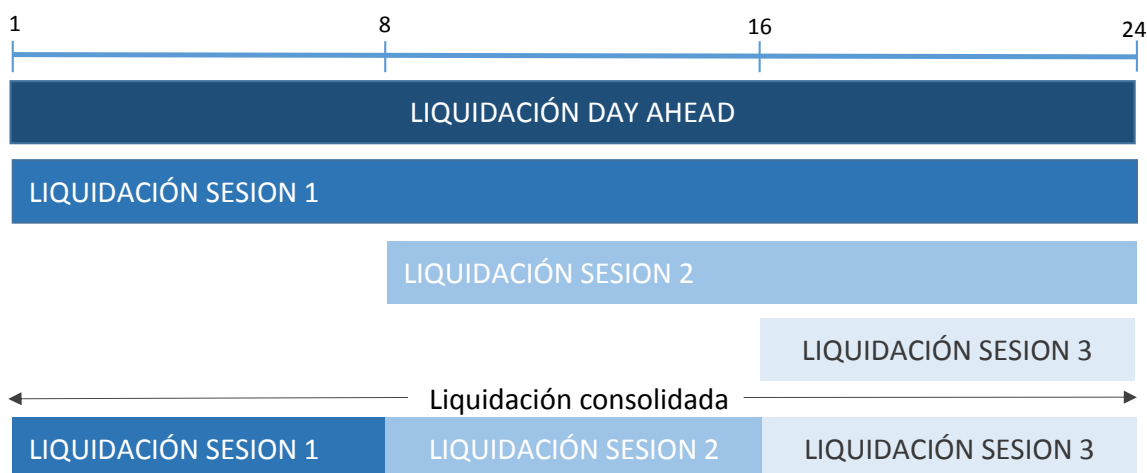 1 8 16 24
LIQUIDACIÓN DAY AHEAD
LIQUIDACIÓN SESION 1
LIQUIDACIÓN SESION 2
LIQUIDACIÓN SESION 3
Liquidación consolidada
LIQUIDACIÓN SESION 1 LIQUIDACIÓN SESION 2 LIQUIDACIÓN SESION 3